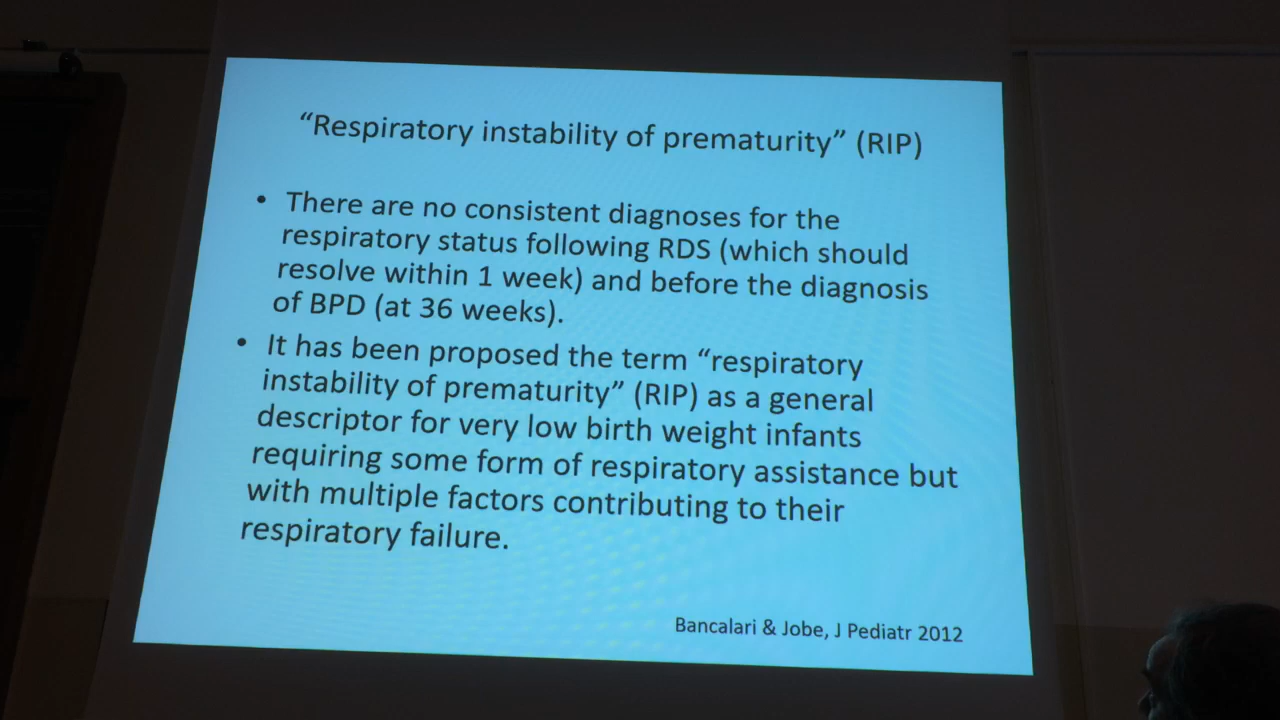 “Respiratory instability of prematurity” (RIP)
• There are no consistent diagnoses for the
respiratory status following RDS (which should
resolve within 1 week) and before the diagnosis
of BPD (at 36 weeks).
• It has been proposed the term “respiratory
instability of prematurity” (RIP) as a general
descriptor for very low birth weight infants
requiring some form of respiratory assistance but
with multiple factors contributing to their
respiratory failure.
Bancalari & Jobe, J Pediatr 2012